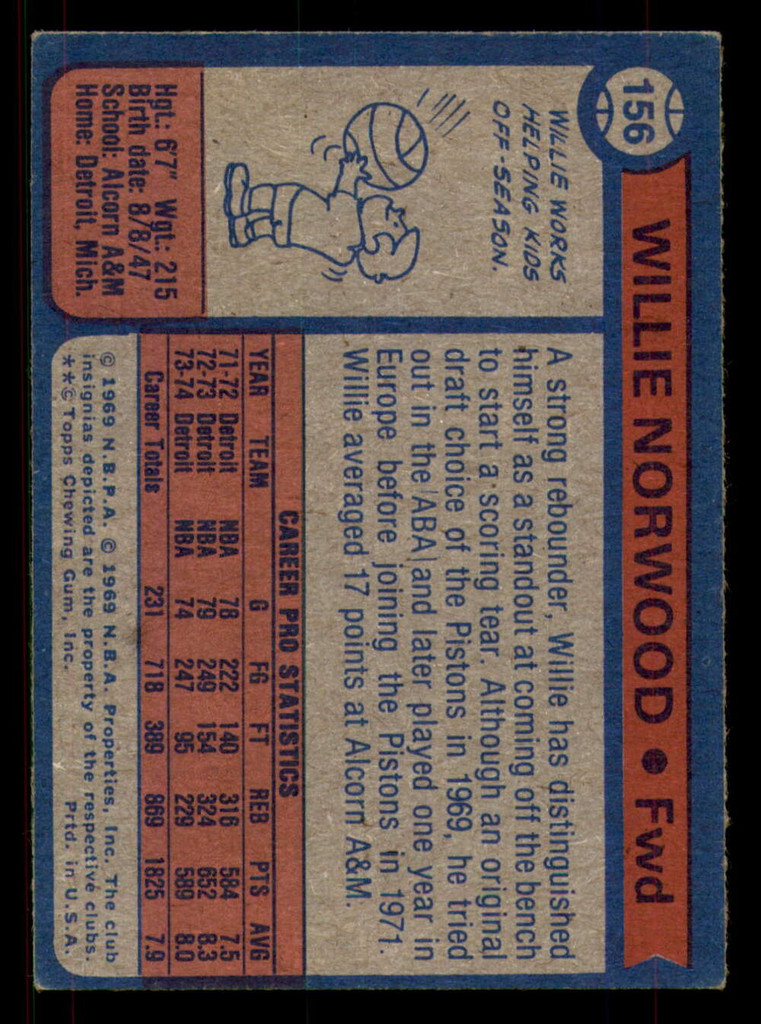 156
WILLIE NORWOOD • Fwd
WILLIE WORKS
HELPING KIDS
OFF-SEASON.
Hgt.: 6'7" Wgt.: 215
Birth date: 8/8/47
School: Alcorn A&M
Home: Detroit, Mich.
A strong rebounder, Willie has distinguished
himself as a standout at coming off the bench
to start a scoring tear. Although an original
draft choice of the Pistons in 1969, he tried
out in the ABA and later played one year in
Europe before joining the Pistons in 1971.
Willie averaged 17 points at Alcorn A&M.
CAREER PRO STATISTICS
YEAR TEAM G FG FT REB PTS AVG
71-72 Detroit NBA 78 222 140 316 584 7.5
72-73 Detroit NBA 79 249 154 324 652 8.3
73-74 Detroit NBA 74 247 95 229 589 8.0
Career Totals 231 718 389 869 1825 7.9
© 1969 N.B.P.A. © 1969 N.B.A. Properties, Inc. The club
insignias depicted are the property of the respective clubs.
**© Topps Chewing Gum, Inc. Prtd. in U.S.A.